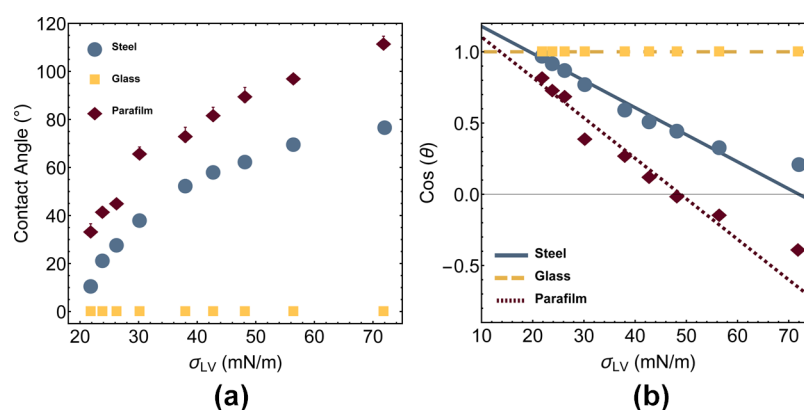 120
100
80
60
40
20
0
Contact Angle (°)
Steel
Glass
Parafilm
20 30 40 50 60 70
σLV (mN/m)
(a)
1.0
0.5
0.0
−0.5
Cos (θ)
Steel
Glass
Parafilm
10 20 30 40 50 60 70
σLV (mN/m)
(b)